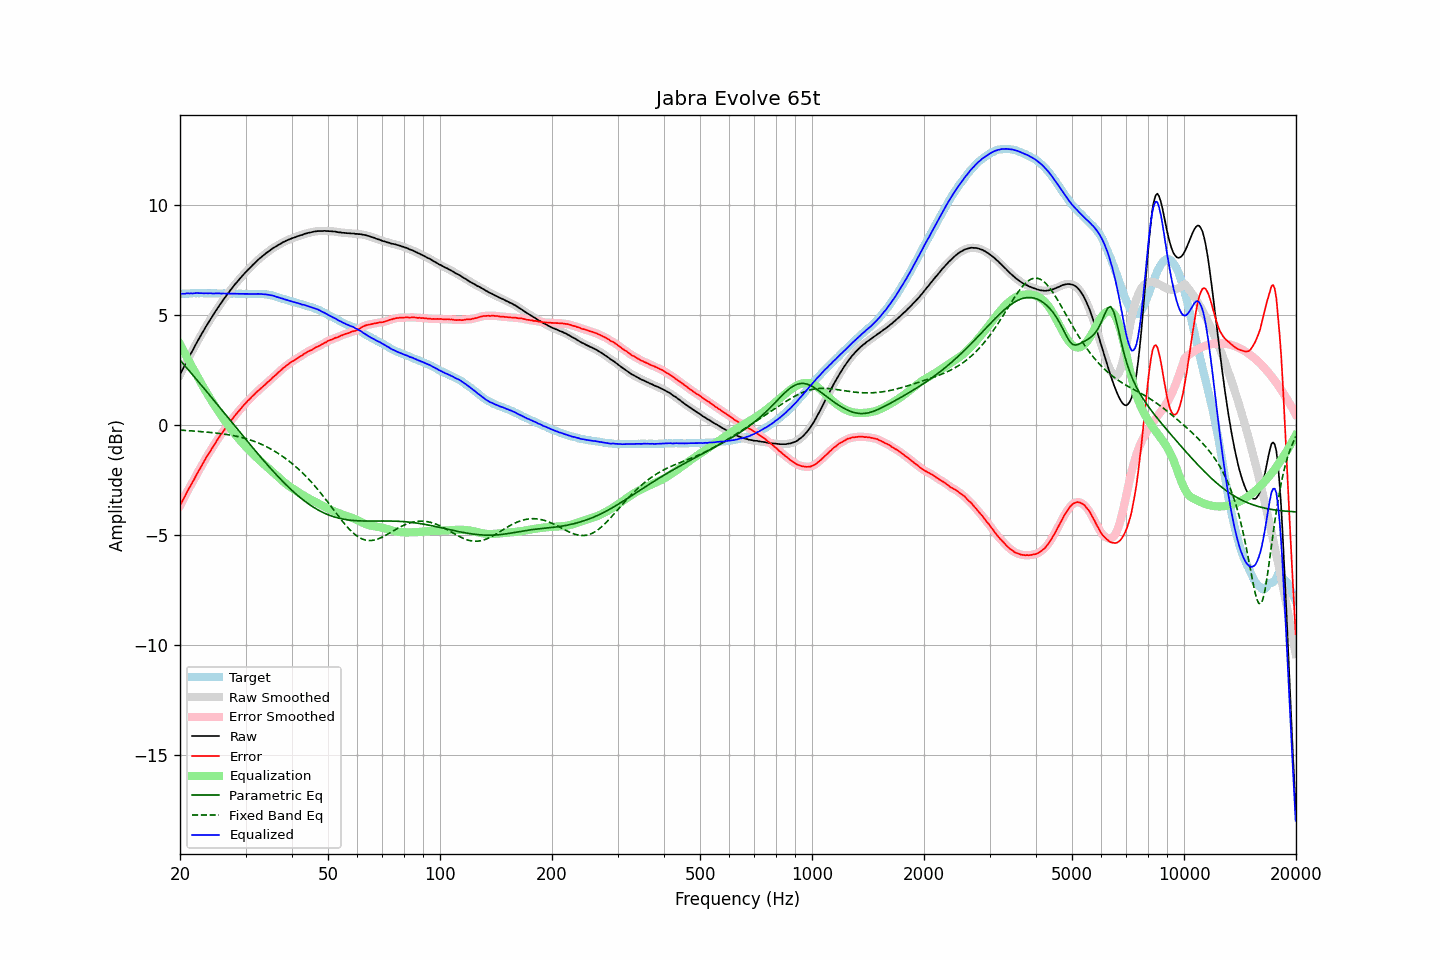 Jabra Evolve 65t
Amplitude (dBr)
10
5
0
−5
−10
−15
Target
Raw Smoothed
Error Smoothed
Raw
Error
Equalization
Parametric Eq
Fixed Band Eq
Equalized
20 50 100 200 500 1000 2000 5000 10000 20000
Frequency (Hz)